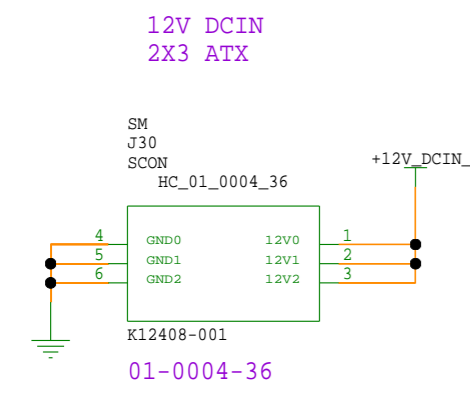 12V DCIN
2X3 ATX
SM
J30
SCON
HC_01_0004_36
+12V_DCIN_
4 GND0 12V0 1
5 GND1 12V1 2
6 GND2 12V2 3
K12408-001
01-0004-36